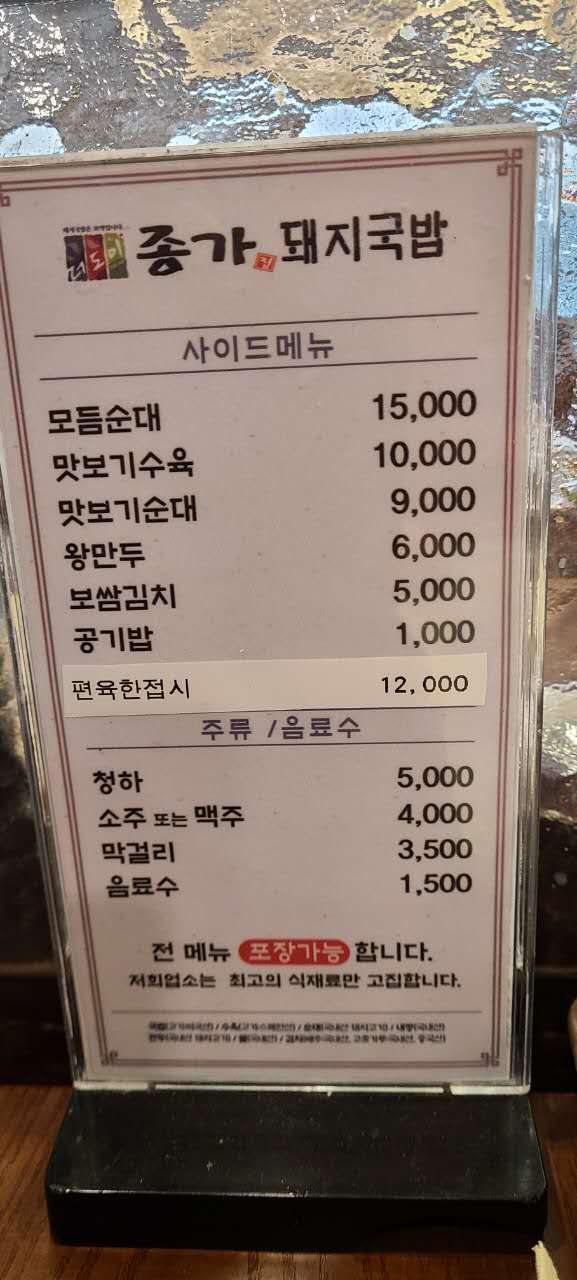 종가집 돼지국밥
사이드메뉴
모듬순대 15,000
맛보기수육 10,000
맛보기순대 9,000
왕만두 6,000
보쌈김치 5,000
공기밥 1,000
편육한접시 12,000
주류 /음료수
청하 5,000
소주 또는 맥주 4,000
막걸리 3,500
음료수 1,500
전 메뉴 포장가능 합니다.
저희업소는 최고의 식재료만 고집합니다.